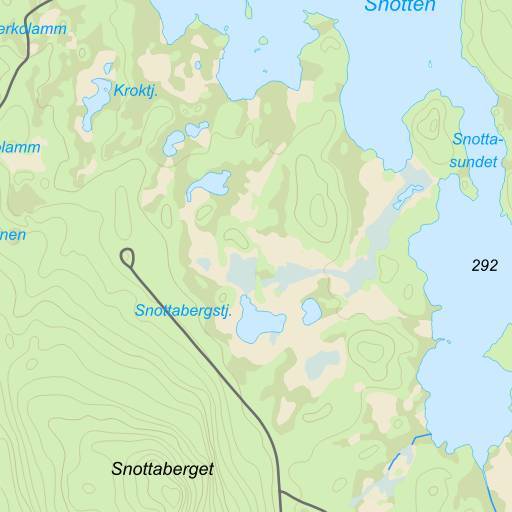 Snotten
erkolamm
Kroktj.
Snotta-
sundet
olamm
nen
292
Snottabergstj.
Snottaberget